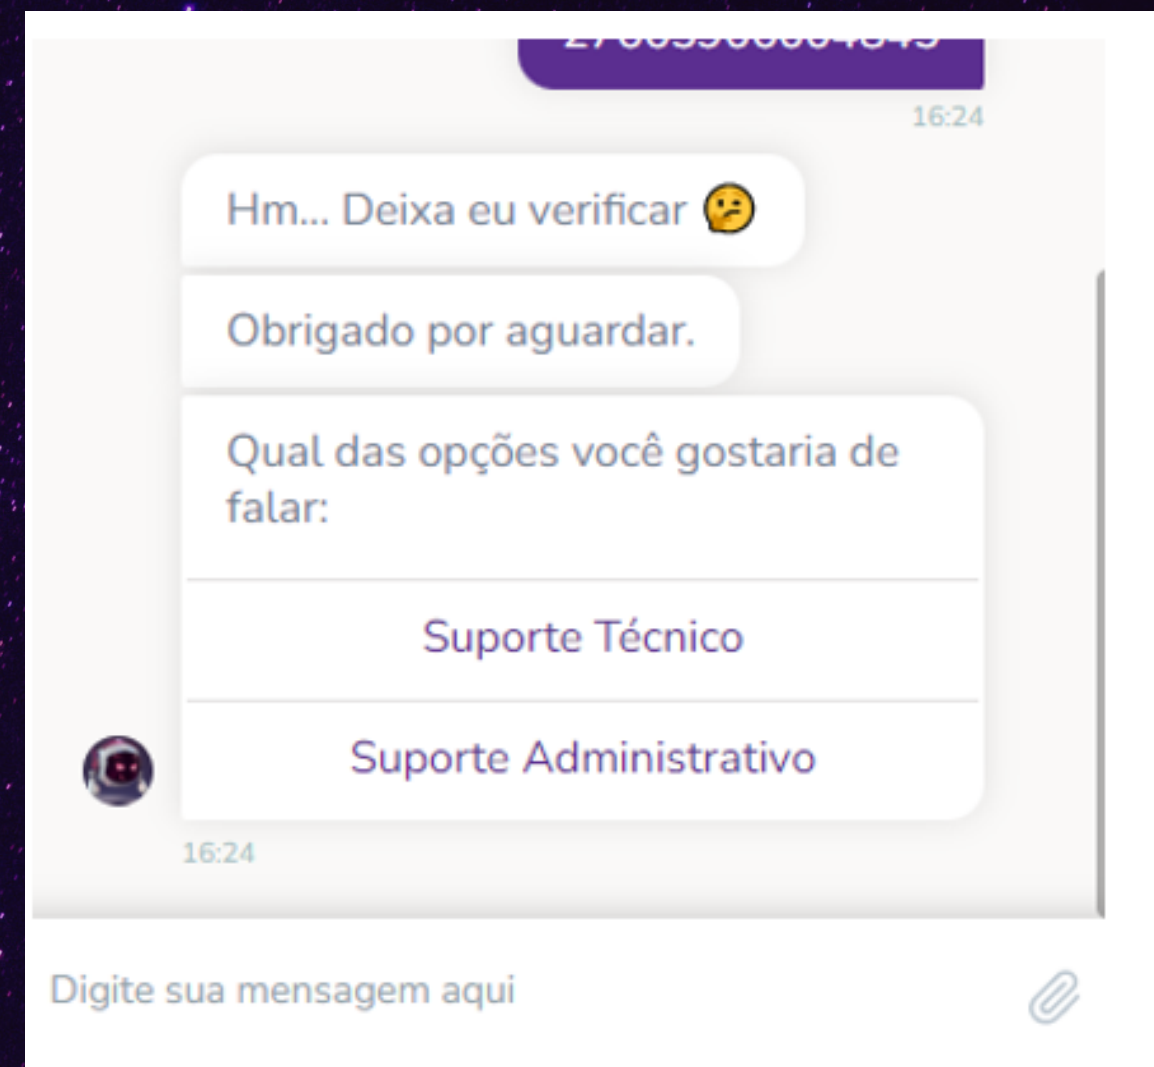 16:24
Hm... Deixa eu verificar 🤔
Obrigado por aguardar.
Qual das opções você gostaria de
falar:
Suporte Técnico
Suporte Administrativo
16:24
Digite sua mensagem aqui